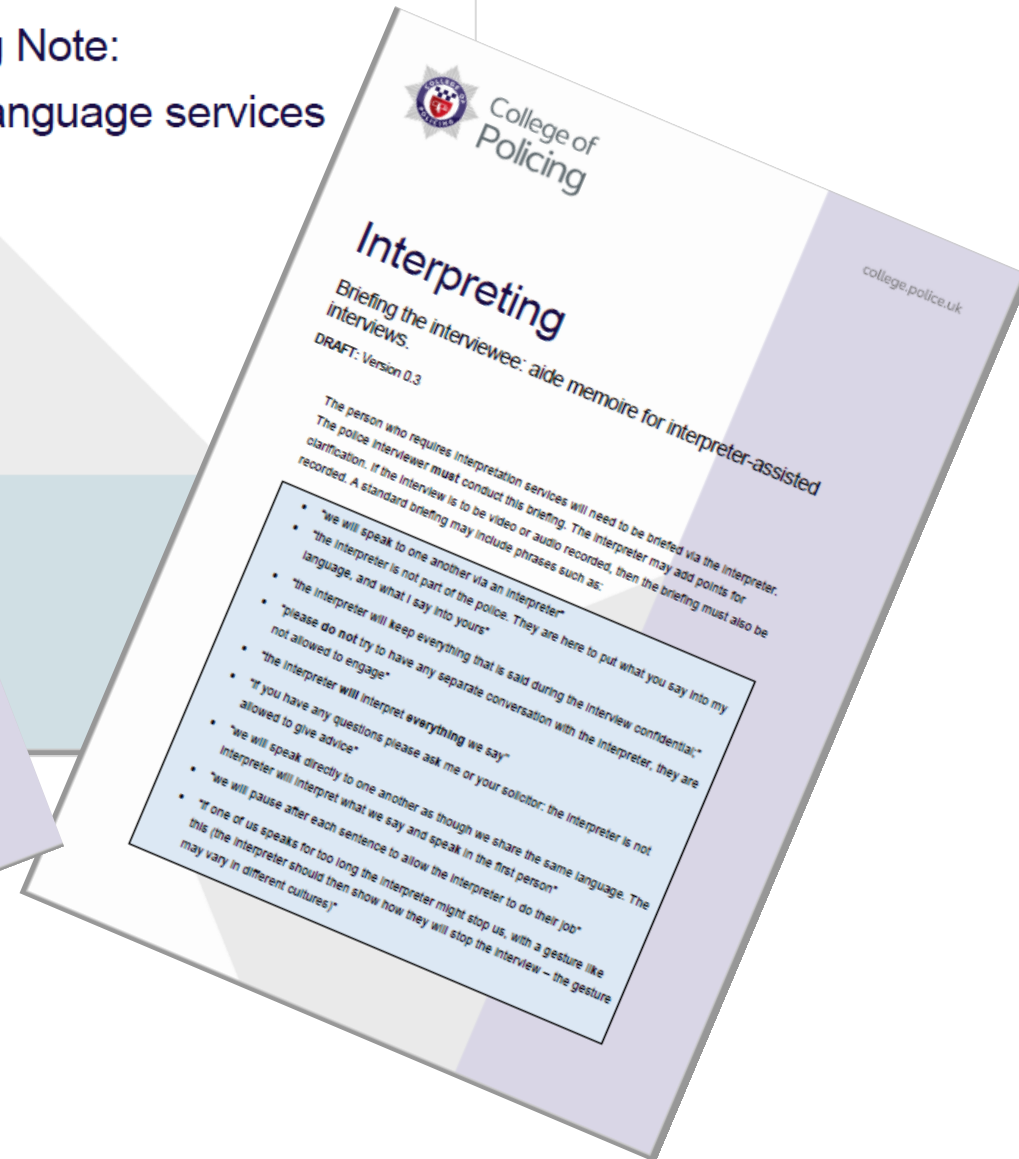 g Note:
anguage services
COLLEGE OF
POLICING
College of
Policing
college.police.uk
Interpreting
Briefing the interviewee: aide memoire for interpreter-assisted
interviews.
DRAFT: Version 0.3
The person who requires interpretation services will need to be briefed via the interpreter.
The police interviewer must conduct this briefing. The interpreter may add points for
clarification. If the interview is to be video or audio recorded, then the briefing must also be
recorded. A standard briefing may include phrases such as:
• "we will speak to one another via an interpreter"
• "the interpreter is not part of the police. They are here to put what you say into my
language, and what I say into yours"
• "the interpreter will keep everything that is said during the interview confidential;"
• "please do not try to have any separate conversation with the interpreter, they are
not allowed to engage"
• "the interpreter will interpret everything we say"
• "if you have any questions please ask me or your solicitor: the interpreter is not
allowed to give advice"
• "we will speak directly to one another as though we share the same language. The
interpreter will interpret what we say and speak in the first person"
• "we will pause after each sentence to allow the interpreter to do their job"
• "if one of us speaks for too long the interpreter might stop us, with a gesture like
this (the interpreter should then show how they will stop the interview – the gesture
may vary in different cultures)"